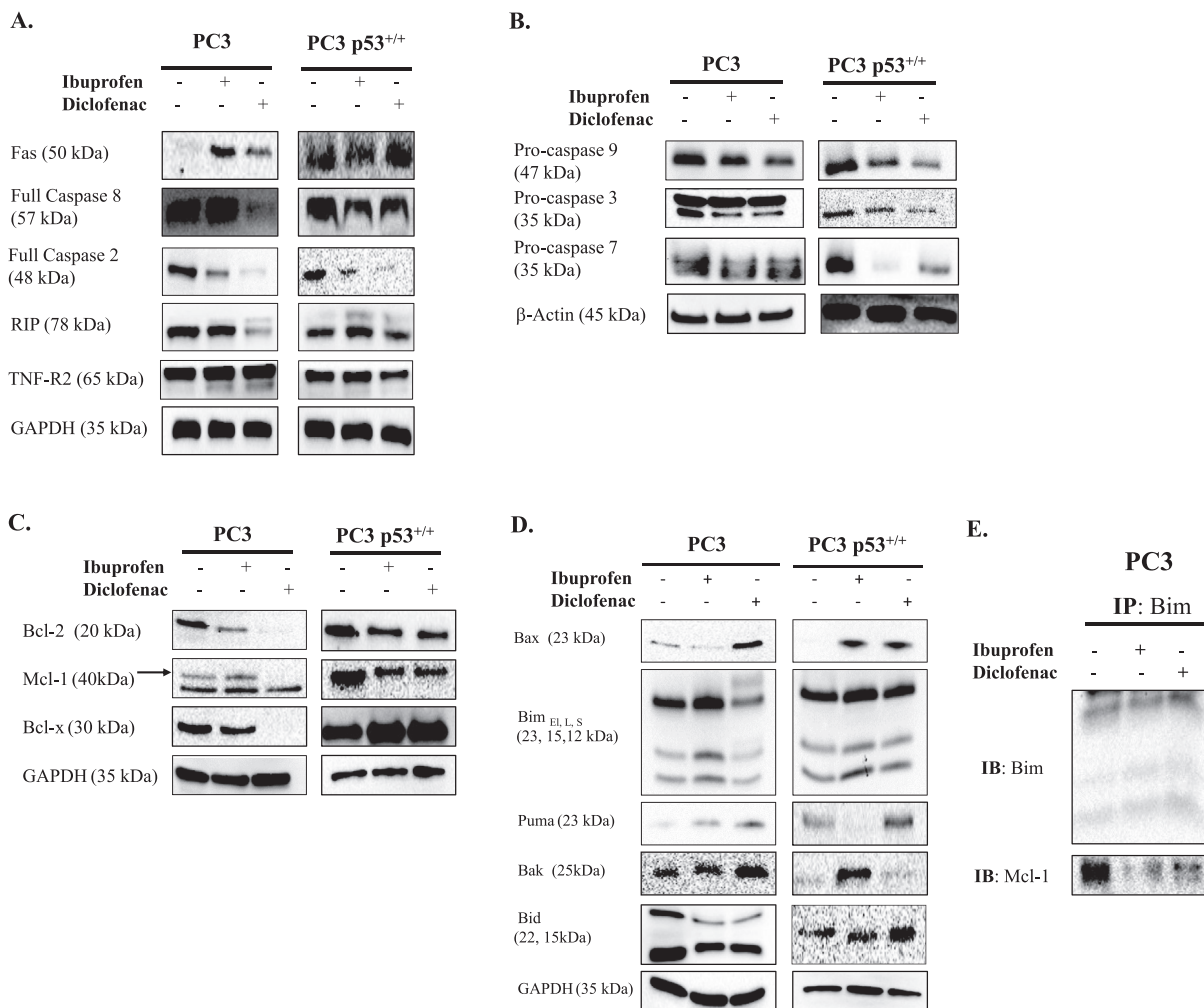 A.
PC3 PC3 p53+/+
Ibuprofen - + - - + -
Diclofenac - - + - - +
Fas (50 kDa)
Full Caspase 8
(57 kDa)
Full Caspase 2
(48 kDa)
RIP (78 kDa)
TNF-R2 (65 kDa)
GAPDH (35 kDa)
B.
PC3 PC3 p53+/+
Ibuprofen - + - - + -
Diclofenac - - + - - +
Pro-caspase 9
(47 kDa)
Pro-caspase 3
(35 kDa)
Pro-caspase 7
(35 kDa)
β-Actin (45 kDa)
C.
PC3 PC3 p53+/+
Ibuprofen - + - - + -
Diclofenac - - + - - +
Bcl-2 (20 kDa)
Mcl-1 (40kDa)
Bcl-x (30 kDa)
GAPDH (35 kDa)
D.
PC3 PC3 p53+/+
Ibuprofen - + - - + -
Diclofenac - - + - - +
Bax (23 kDa)
Bim EI, L, S
(23, 15,12 kDa)
Puma (23 kDa)
Bak (25kDa)
Bid
(22, 15kDa)
GAPDH (35 kDa)
E.
PC3
IP: Bim
Ibuprofen - + -
Diclofenac - - +
IB: Bim
IB: Mcl-1